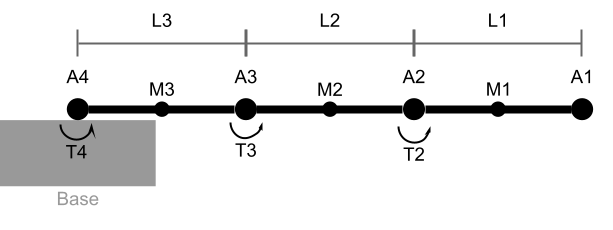 L3 L2 L1
A4 A3 A2 A1
M3 M2 M1
T4 T3 T2
Base